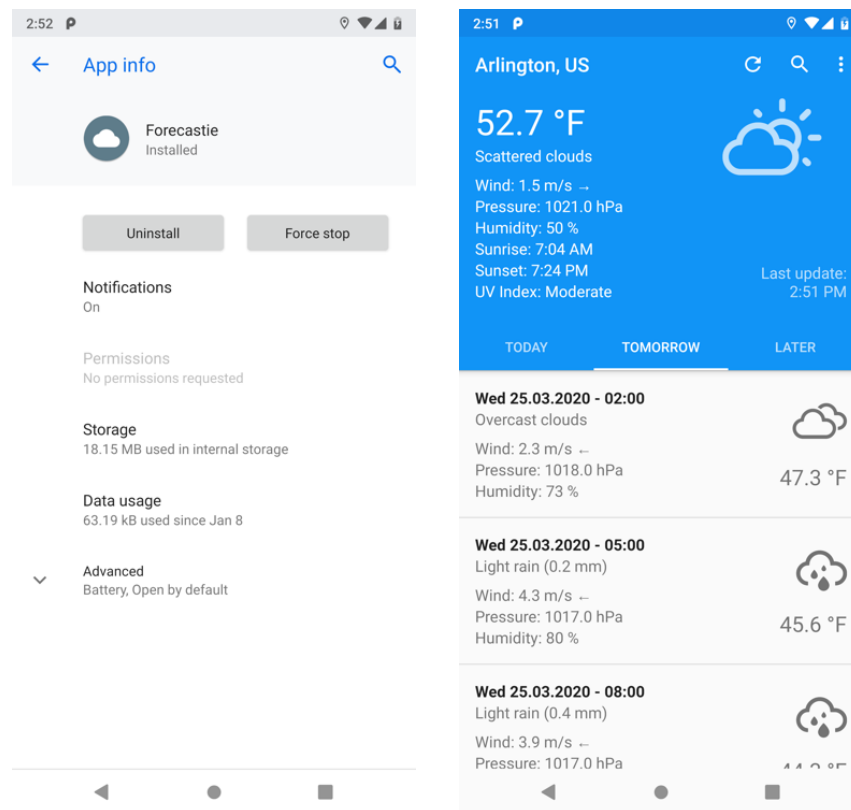 2:52
App info
Forecastie
Installed
Uninstall
Force stop
Notifications
On
Permissions
No permissions requested
Storage
18.15 MB used in internal storage
Data usage
63.19 kB used since Jan 8
Advanced
Battery, Open by default
2:51
Arlington, US
52.7 °F
Scattered clouds
Wind: 1.5 m/s →
Pressure: 1021.0 hPa
Humidity: 50 %
Sunrise: 7:04 AM
Sunset: 7:24 PM
UV Index: Moderate
Last update:
2:51 PM
TODAY
TOMORROW
LATER
Wed 25.03.2020 - 02:00
Overcast clouds
Wind: 2.3 m/s ←
Pressure: 1018.0 hPa
Humidity: 73 %
47.3 °F
Wed 25.03.2020 - 05:00
Light rain (0.2 mm)
Wind: 4.3 m/s ←
Pressure: 1017.0 hPa
Humidity: 80 %
45.6 °F
Wed 25.03.2020 - 08:00
Light rain (0.4 mm)
Wind: 3.9 m/s ←
Pressure: 1017.0 hPa